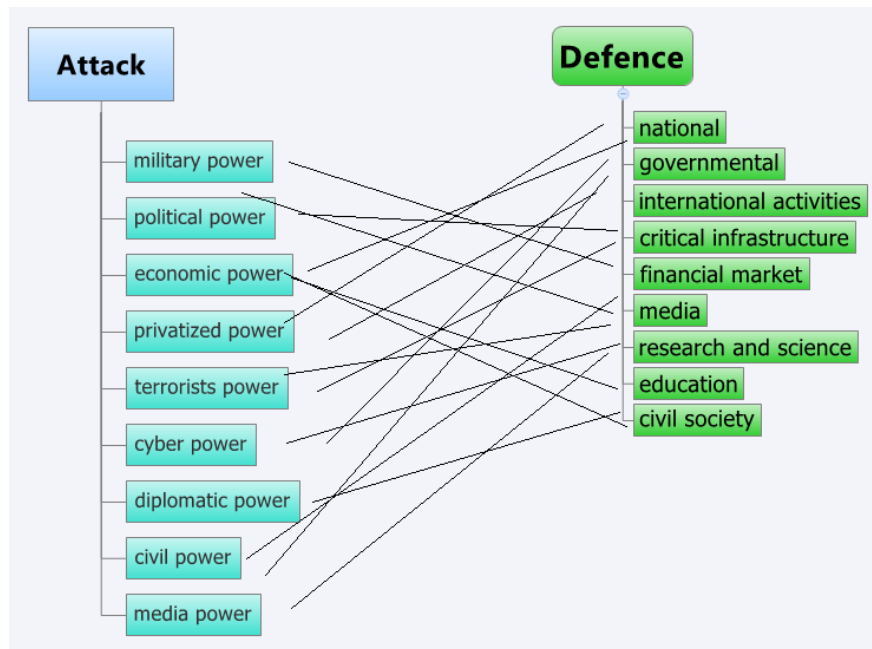 Attack
military power
political power
economic power
privatized power
terrorists power
cyber power
diplomatic power
civil power
media power
Defence
national
governmental
international activities
critical infrastructure
financial market
media
research and science
education
civil society